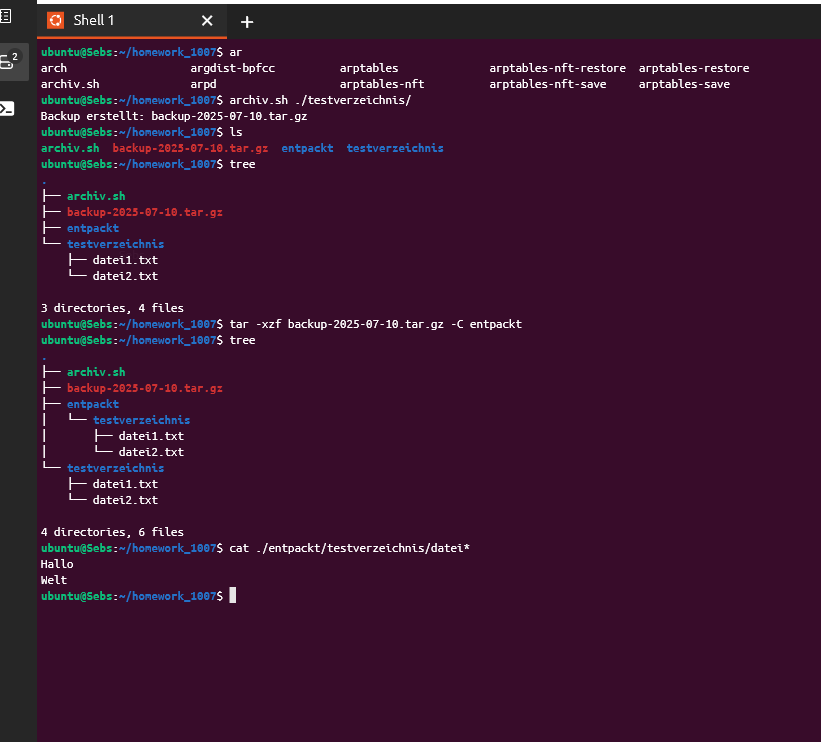 Shell 1
2
ubuntu@Sebs:~/homework_1007$ ar
arch argdist-bpfcc arptables arptables-nft-restore arptables-restore
archiv.sh arpd arptables-nft arptables-nft-save arptables-save
ubuntu@Sebs:~/homework_1007$ archiv.sh ./testverzeichnis/
Backup erstellt: backup-2025-07-10.tar.gz
ubuntu@Sebs:~/homework_1007$ ls
archiv.sh backup-2025-07-10.tar.gz entpackt testverzeichnis
ubuntu@Sebs:~/homework_1007$ tree
.
├── archiv.sh
├── backup-2025-07-10.tar.gz
├── entpackt
└── testverzeichnis
    ├── datei1.txt
    └── datei2.txt
3 directories, 4 files
ubuntu@Sebs:~/homework_1007$ tar -xzf backup-2025-07-10.tar.gz -C entpackt
ubuntu@Sebs:~/homework_1007$ tree
.
├── archiv.sh
├── backup-2025-07-10.tar.gz
├── entpackt
│   └── testverzeichnis
│       ├── datei1.txt
│       └── datei2.txt
└── testverzeichnis
    ├── datei1.txt
    └── datei2.txt
4 directories, 6 files
ubuntu@Sebs:~/homework_1007$ cat ./entpackt/testverzeichnis/datei*
Hallo
Welt
ubuntu@Sebs:~/homework_1007$